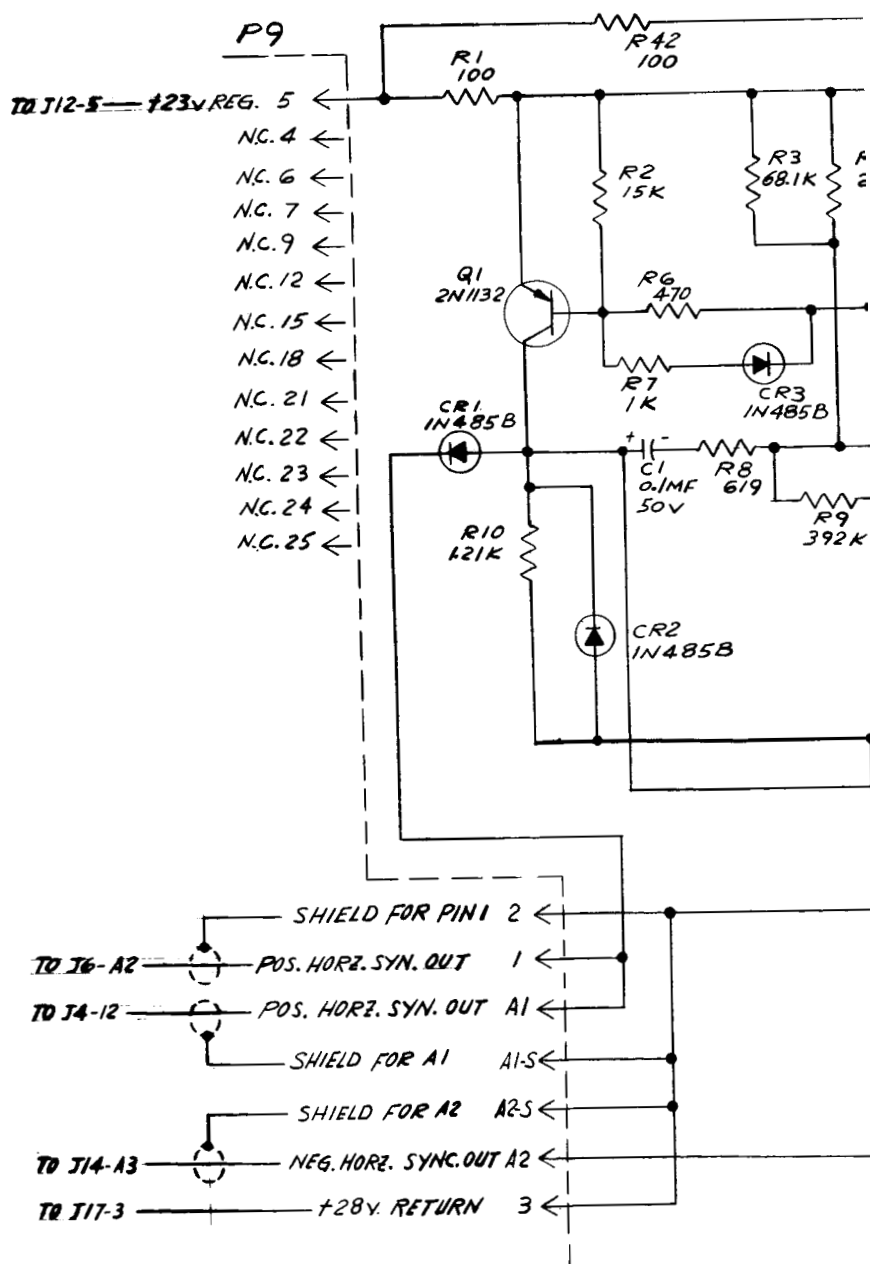 P9
R42
100
R1
100
TO J12-5 +23V REG. 5
N.C. 4
N.C. 6
N.C. 7
N.C. 9
N.C. 12
N.C. 15
N.C. 18
N.C. 21
N.C. 22
N.C. 23
N.C. 24
N.C. 25
R2
15K
R3
68.1K
Q1
2N1132
R6
470
R7
1K
CR3
1N485B
CR1
1N485B
+ -
C1
0.1MF
50V
R8
619
R9
392K
R10
1.21K
CR2
1N485B
SHIELD FOR PIN 1 2
TO J6-A2 POS. HORZ. SYN. OUT 1
TO J4-12 POS. HORZ. SYN. OUT A1
SHIELD FOR A1 A1-S
SHIELD FOR A2 A2-S
TO J14-A3 NEG. HORZ. SYNC. OUT A2
TO J17-3 +28V. RETURN 3